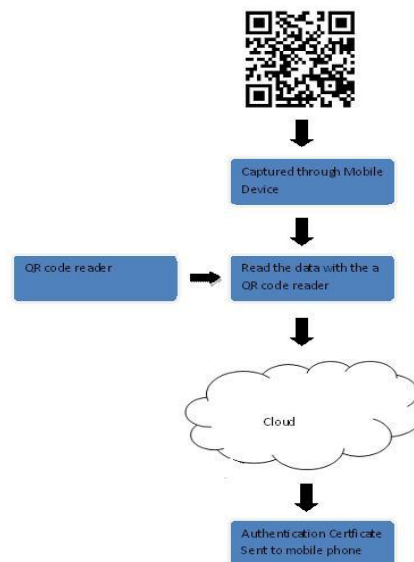 Captured through Mobile
Device
QR code reader
Read the data with the a
QR code reader
Cloud
Authentication Certficate
Sent to mobile phone